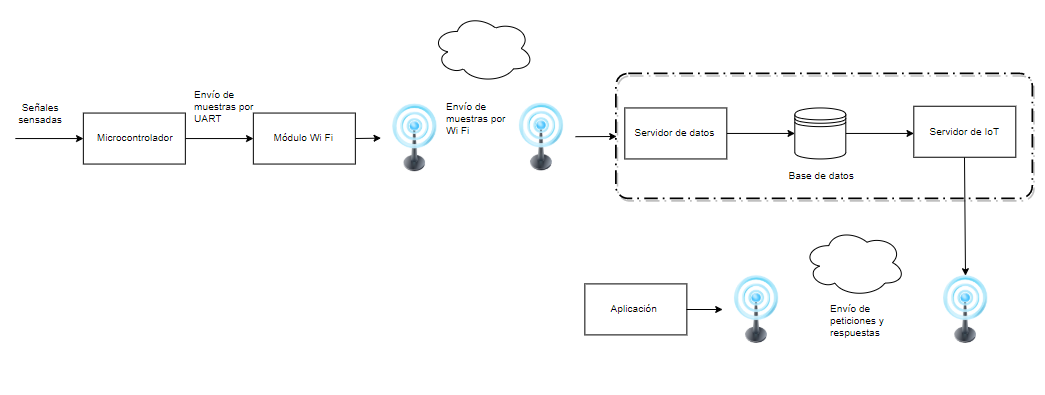 Señales
sensadas
Microcontrolador
Envío de
muestras por
UART
Módulo Wi Fi
Envío de
muestras por
Wi Fi
Servidor de datos
Base de datos
Servidor de IoT
Aplicación
Envío de
peticiones y
respuestas